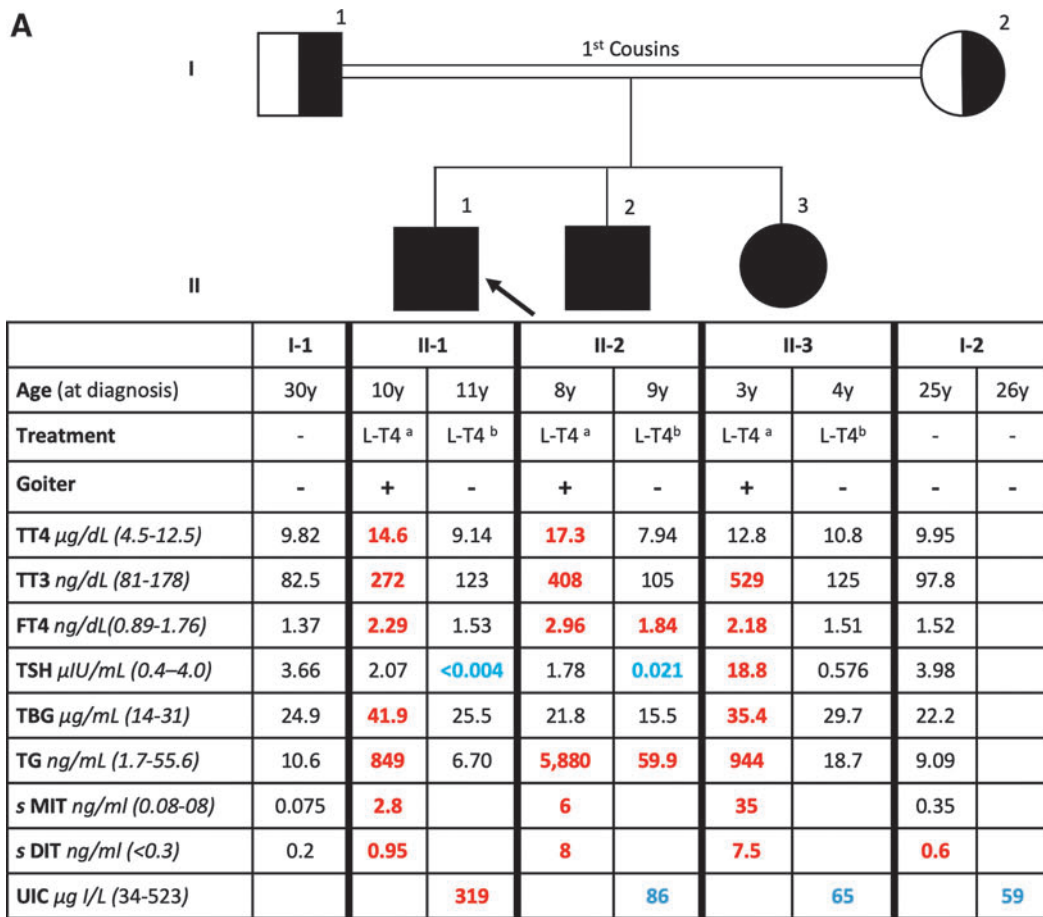 A
1
2
1st Cousins
I
1
2
3
II
I-1 II-1 II-2 II-3 I-2
Age (at diagnosis) 30y 10y 11y 8y 9y 3y 4y 25y 26y
Treatment - L-T4 a L-T4 b L-T4 a L-T4b L-T4 a L-T4b - -
Goiter - + - + - + - - -
TT4 µg/dL (4.5-12.5) 9.82 14.6 9.14 17.3 7.94 12.8 10.8 9.95
TT3 ng/dL (81-178) 82.5 272 123 408 105 529 125 97.8
FT4 ng/dL(0.89-1.76) 1.37 2.29 1.53 2.96 1.84 2.18 1.51 1.52
TSH µIU/mL (0.4–4.0) 3.66 2.07 <0.004 1.78 0.021 18.8 0.576 3.98
TBG µg/mL (14-31) 24.9 41.9 25.5 21.8 15.5 35.4 29.7 22.2
TG ng/mL (1.7-55.6) 10.6 849 6.70 5,880 59.9 944 18.7 9.09
s MIT ng/ml (0.08-08) 0.075 2.8 6 35 0.35
s DIT ng/ml (<0.3) 0.2 0.95 8 7.5 0.6
UIC µg I/L (34-523) 319 86 65 59